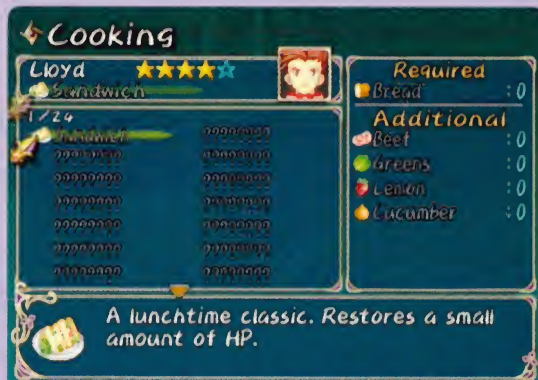 Cooking
Lloyd
Sandwich
1/24
Sandwich ????????
???????? ????????
???????? ????????
???????? ????????
???????? ????????
???????? ????????
???????? ????????
Required
Bread :0
Additional
Beef :0
Greens :0
Lemon :0
Cucumber :0
A lunchtime classic. Restores a small
amount of HP.